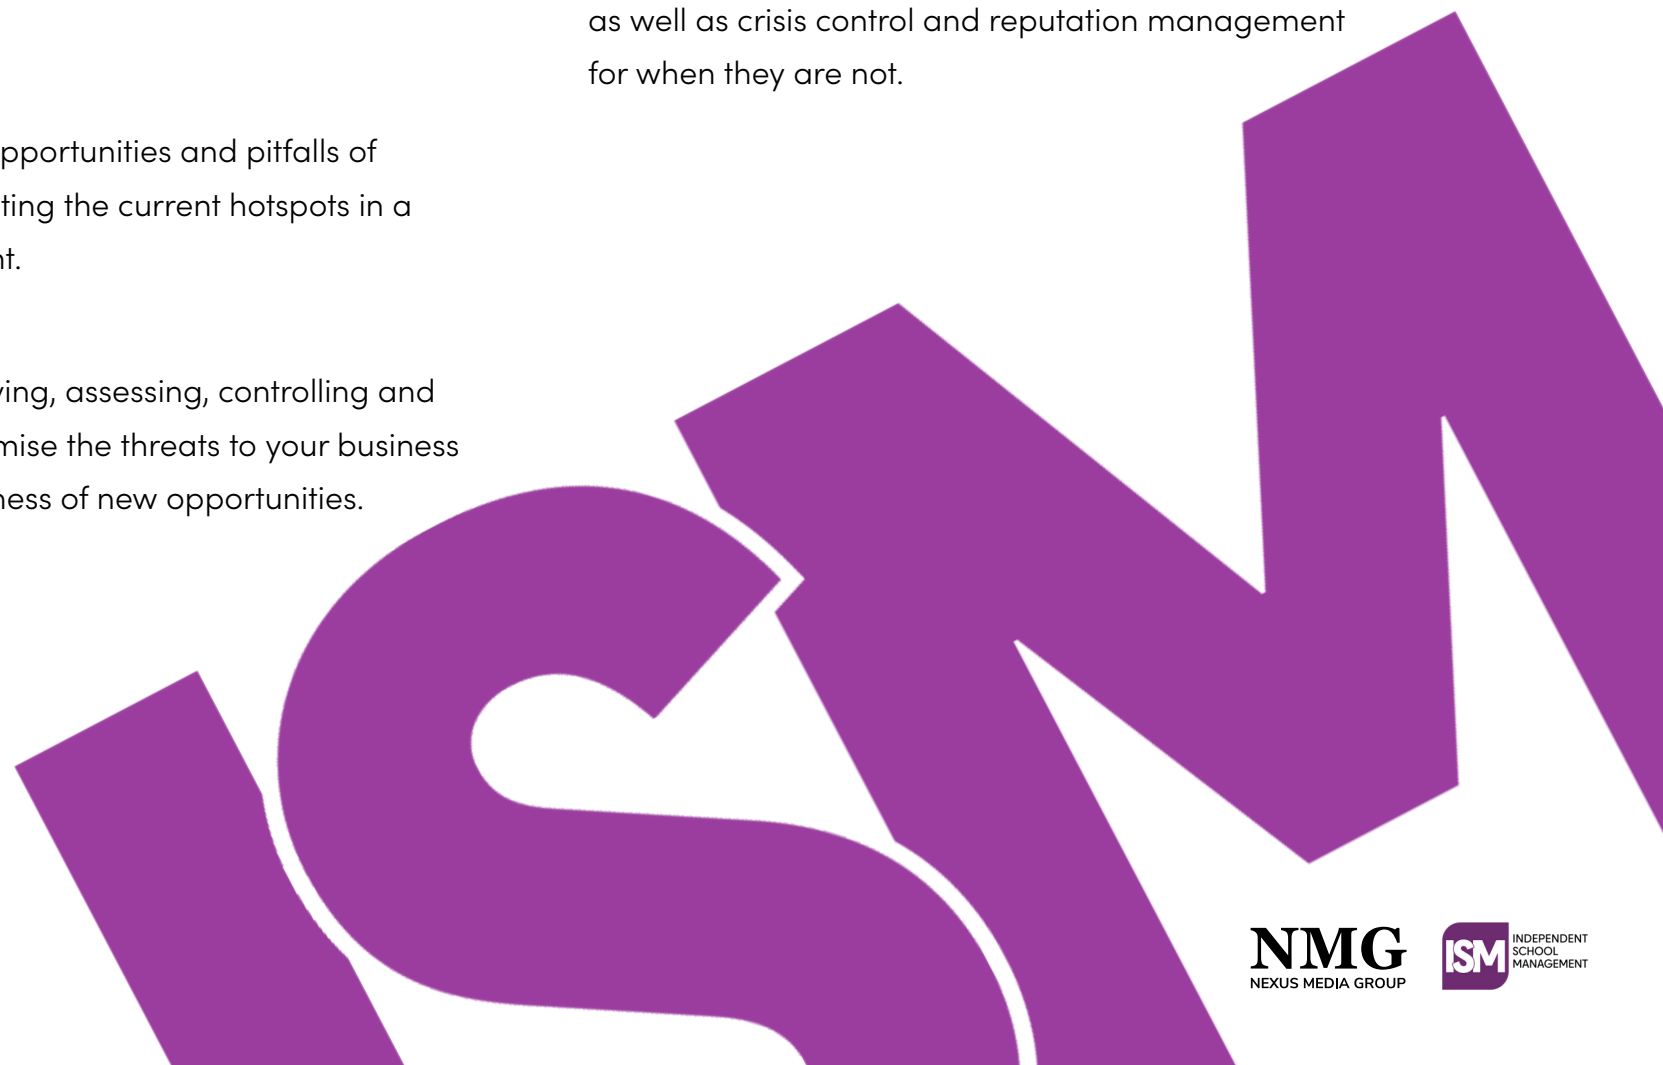 pportunities and pitfalls of
ting the current hotspots in a
nt.
ving, assessing, controlling and
mise the threats to your business
ness of new opportunities.
as well as crisis control and reputation management
for when they are not.
ISM
NMG
NEXUS MEDIA GROUP
ISM
INDEPENDENT
SCHOOL
MANAGEMENT